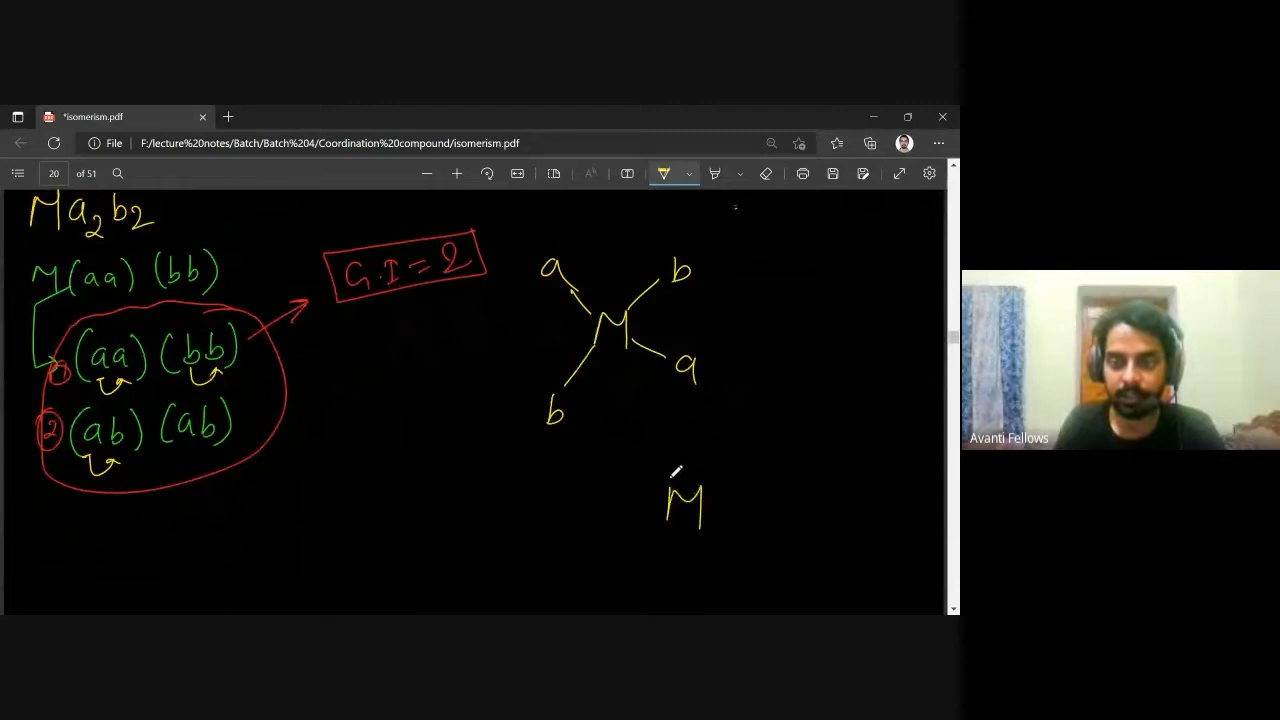 *isomerism.pdf
File F:/lecture%20notes/Batch/Batch%204/Coordination%20compound/isomerism.pdf
20 of 51
Ma2b2
M(aa) (bb)
G.I = 2
1 (aa) (bb)
2 (ab) (ab)
a b
M
b a
M
Avanti Fellows